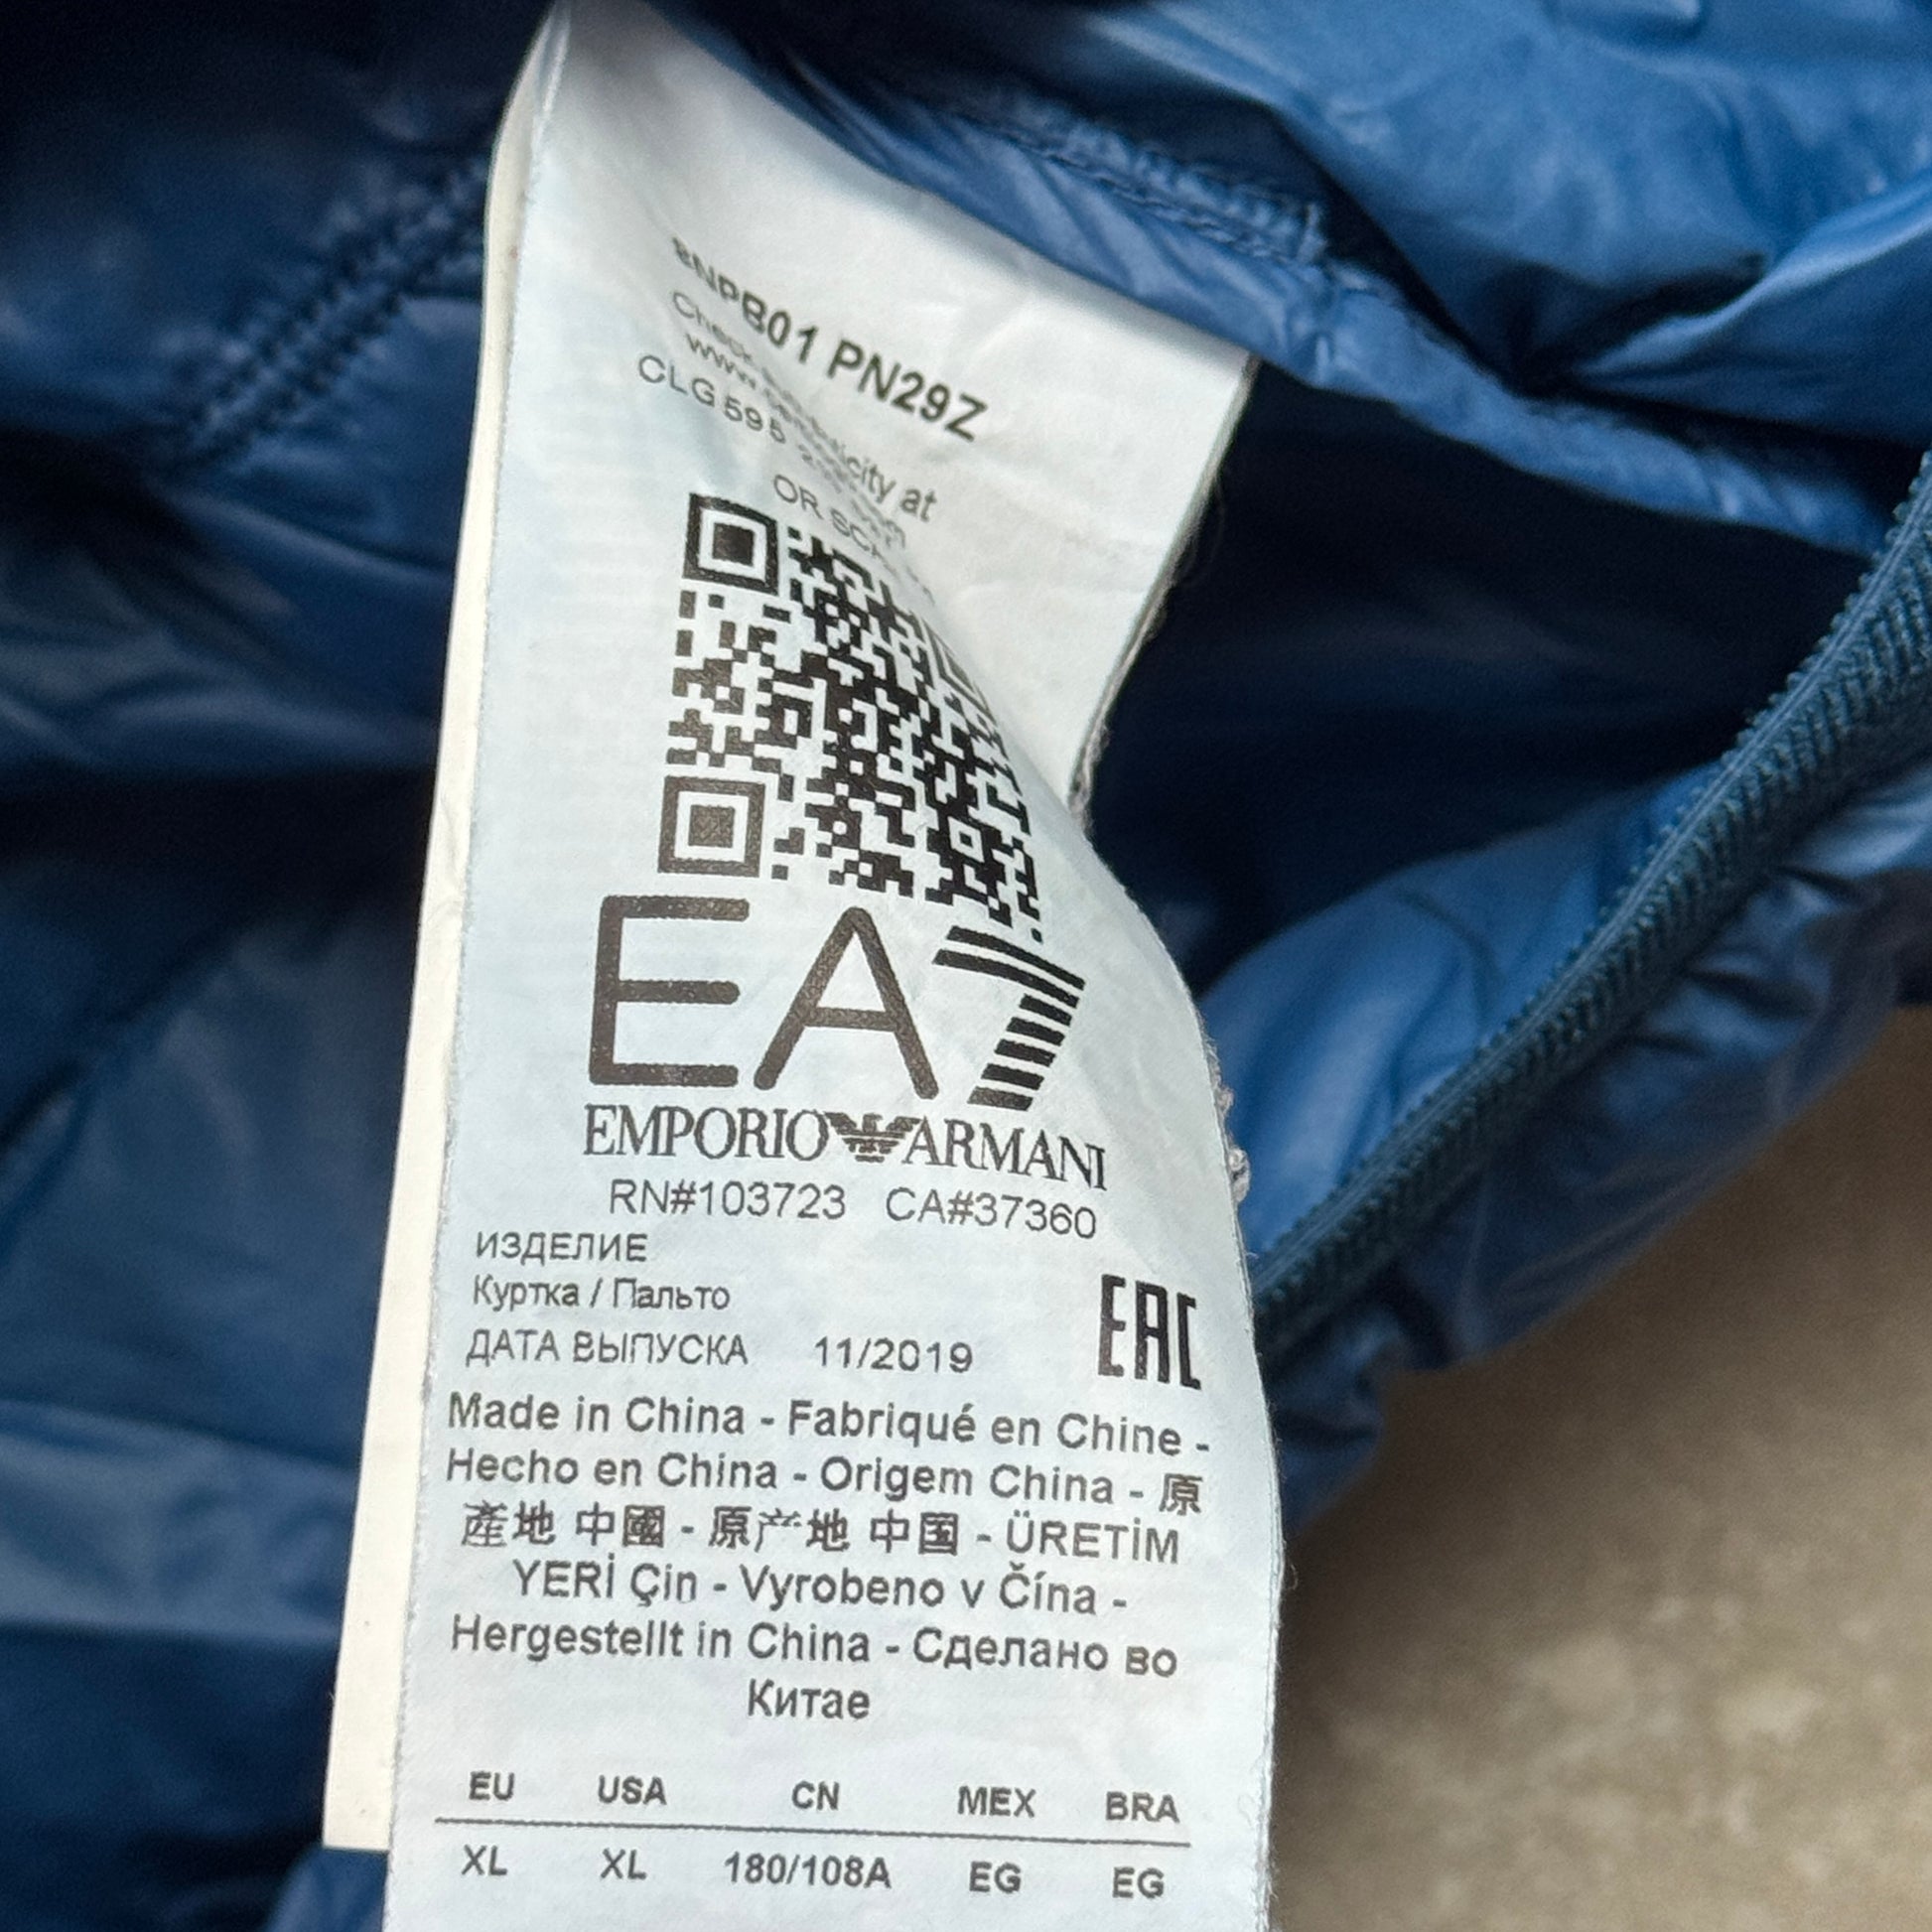 8NPB01 PN29Z
Check authenticity at
CLG 595
OR SCAN
EA7
EMPORIO ARMANI
RN#103723 CA#37360
ИЗДЕЛИЕ
Куртка / Пальто
ДАТА ВЫПУСКА 11/2019
EAC
Made in China - Fabriqué en Chine -
Hecho en China - Origem China - 原
產地 中國 - 原产地 中国 - ÜRETİM
YERİ Çin - Vyrobeno v Čína -
Hergestellt in China - Сделано во
Китае
EU USA CN MEX BRA
XL XL 180/108A EG EG